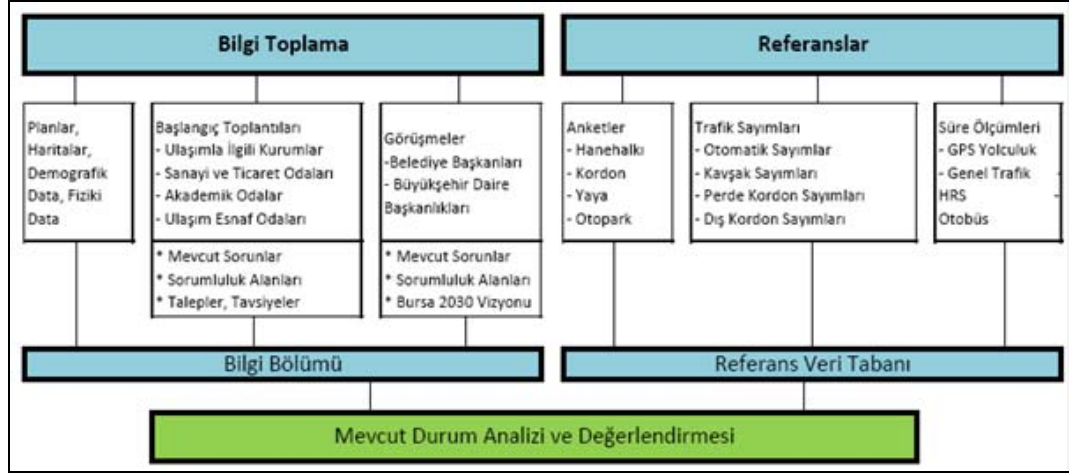 Bilgi Toplama
Referanslar
Planlar,
Haritalar,
Demografik
Data, Fiziki
Data
Başlangıç Toplantıları
- Ulaşımla İlgili Kurumlar
- Sanayi ve Ticaret Odaları
- Akademik Odalar
- Ulaşım Esnaf Odaları
* Mevcut Sorunlar
* Sorumluluk Alanları
* Talepler, Tavsiyeler
Görüşmeler
-Belediye Başkanları
- Büyükşehir Daire
Başkanlıkları
* Mevcut Sorunlar
* Sorumluluk Alanları
* Bursa 2030 Vizyonu
Anketler
- Hanehalkı
- Kordon
- Yaya
- Otopark
Trafik Sayımları
- Otomatik Sayımlar
- Kavşak Sayımları
- Perde Kordon Sayımları
- Dış Kordon Sayımları
Süre Ölçümleri
- GPS Yolculuk
- Genel Trafik -
HRS -
Otobüs
Bilgi Bölümü
Referans Veri Tabanı
Mevcut Durum Analizi ve Değerlendirmesi